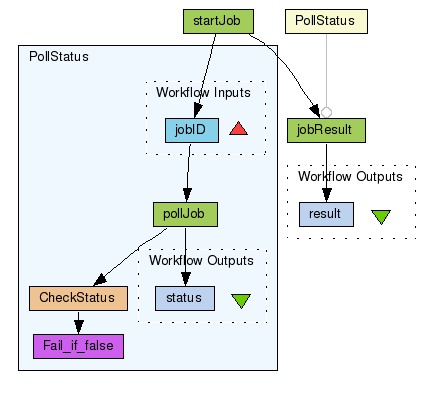 startJob
PollStatus
PollStatus
Workflow Inputs
jobID
jobResult
Workflow Outputs
pollJob
result
Workflow Outputs
CheckStatus
status
Fail_if_false